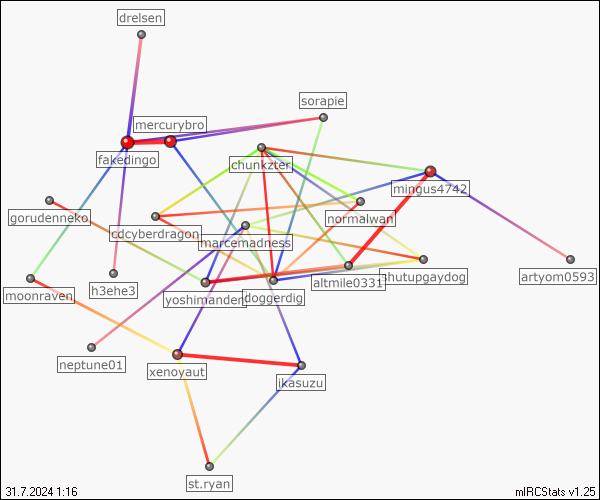 drelsen
sorapie
mercurybro
fakedingo
chunkzter
mingus4742
gorudenneko
normalwan
cdcyberdragon
marcemadness
h3ehe3
moonraven
yoshimanden
doggerdig
altmile0331
shutupgaydog
artyom0593
neptune01
xenoyaut
ikasuzu
st.ryan
31.7.2024 1:16
mIRCStats v1.25